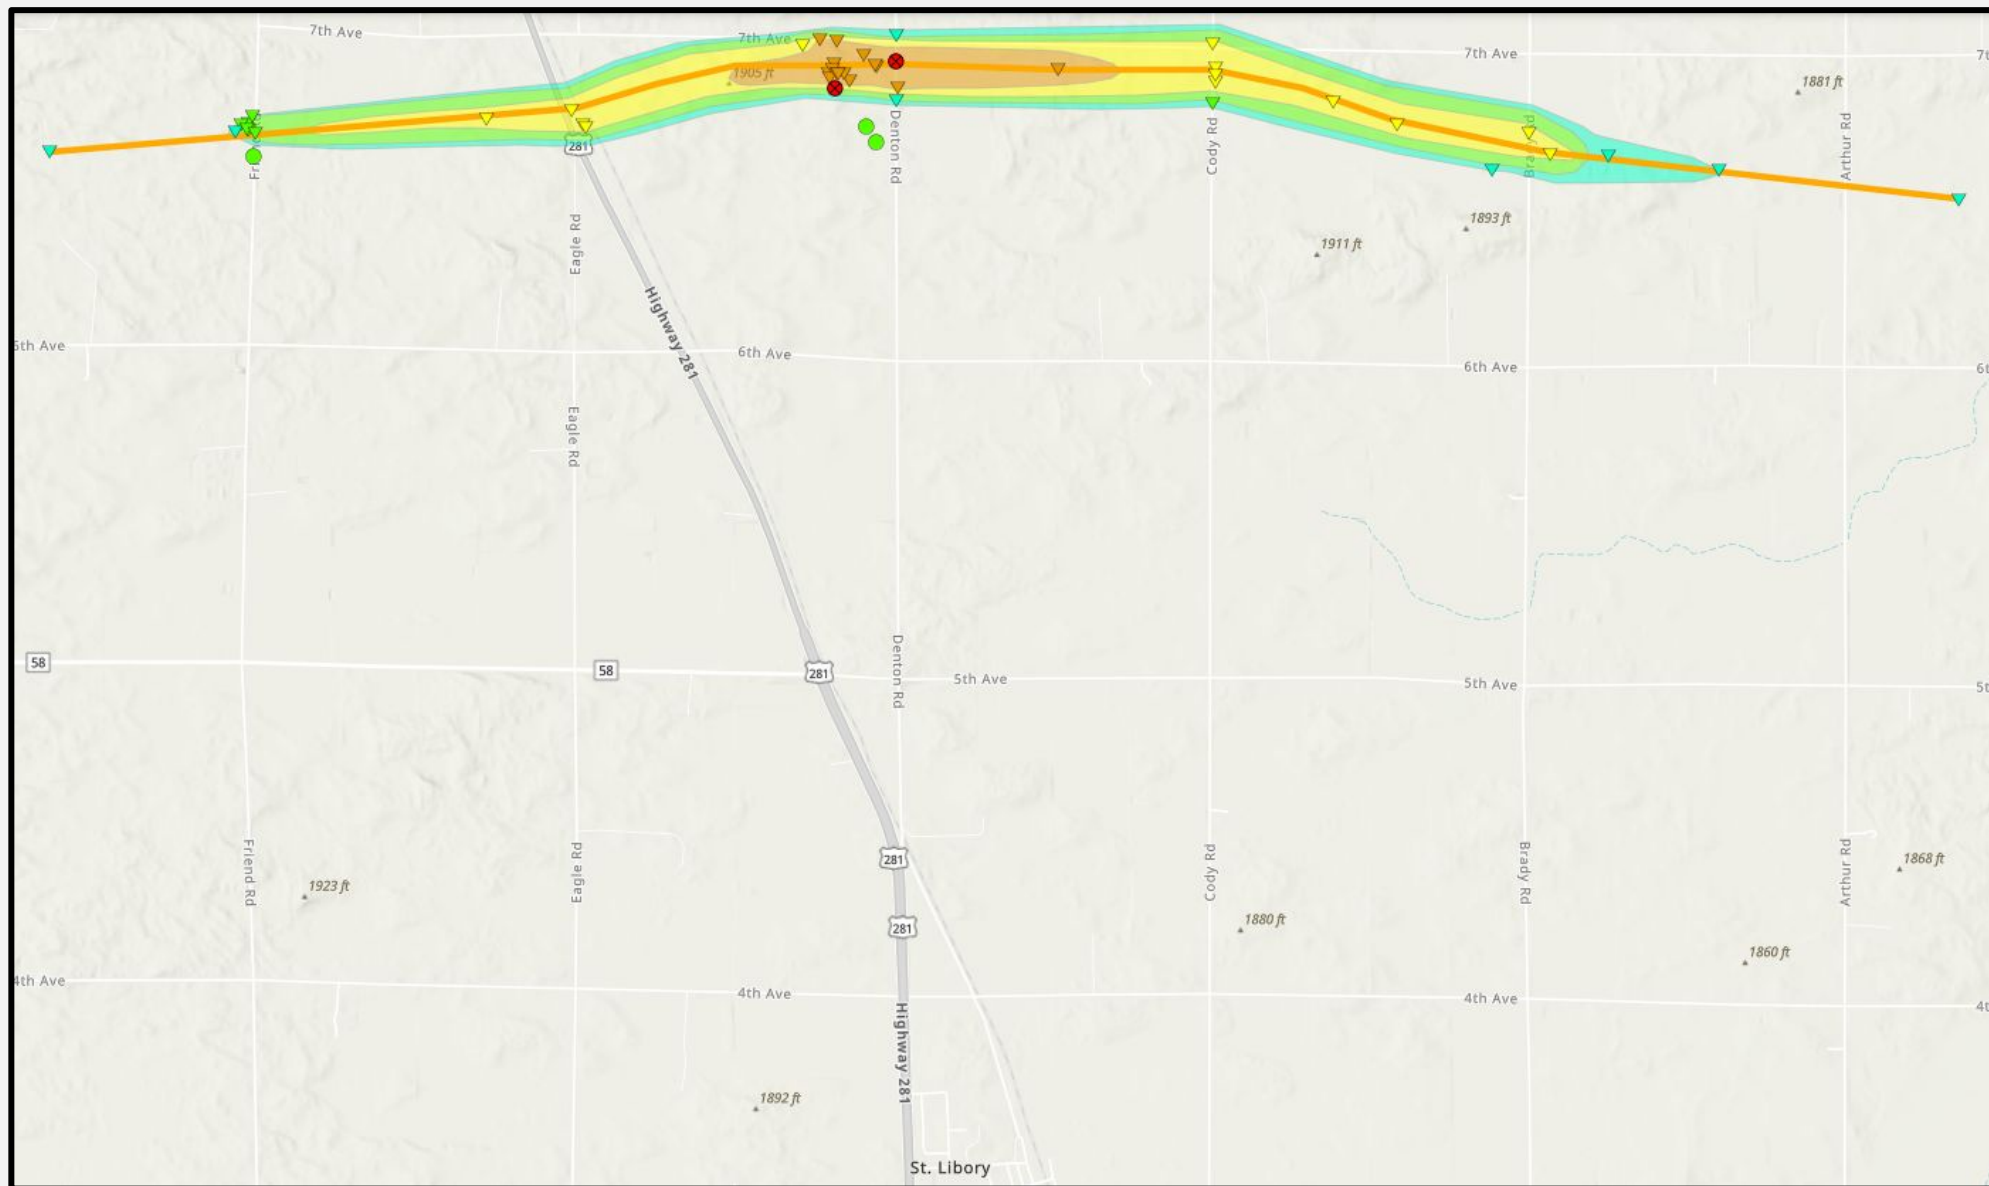 7th Ave
7th Ave
7th Ave
1905 ft
1881 ft
281
Denton Rd
Cody Rd
Brady Rd
Arthur Rd
Eagle Rd
1893 ft
1911 ft
Highway 281
6th Ave
6th Ave
Eagle Rd
58
58
281
5th Ave
5th Ave
Denton Rd
281
Friend Rd
Eagle Rd
Cody Rd
Brady Rd
Arthur Rd
1868 ft
1923 ft
281
1880 ft
1860 ft
4th Ave
4th Ave
4th Ave
Highway 281
1892 ft
St. Libory